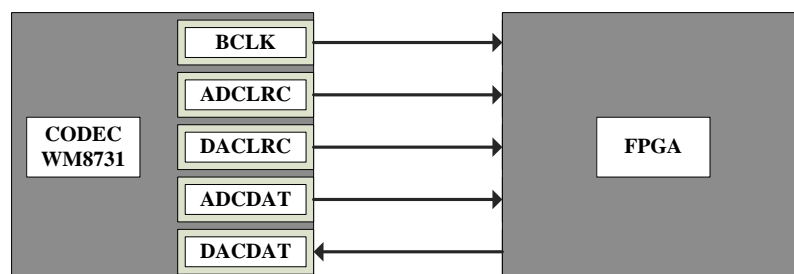 BCLK
ADCLRC
CODEC
WM8731
DACLRC
FPGA
ADCDAT
DACDAT